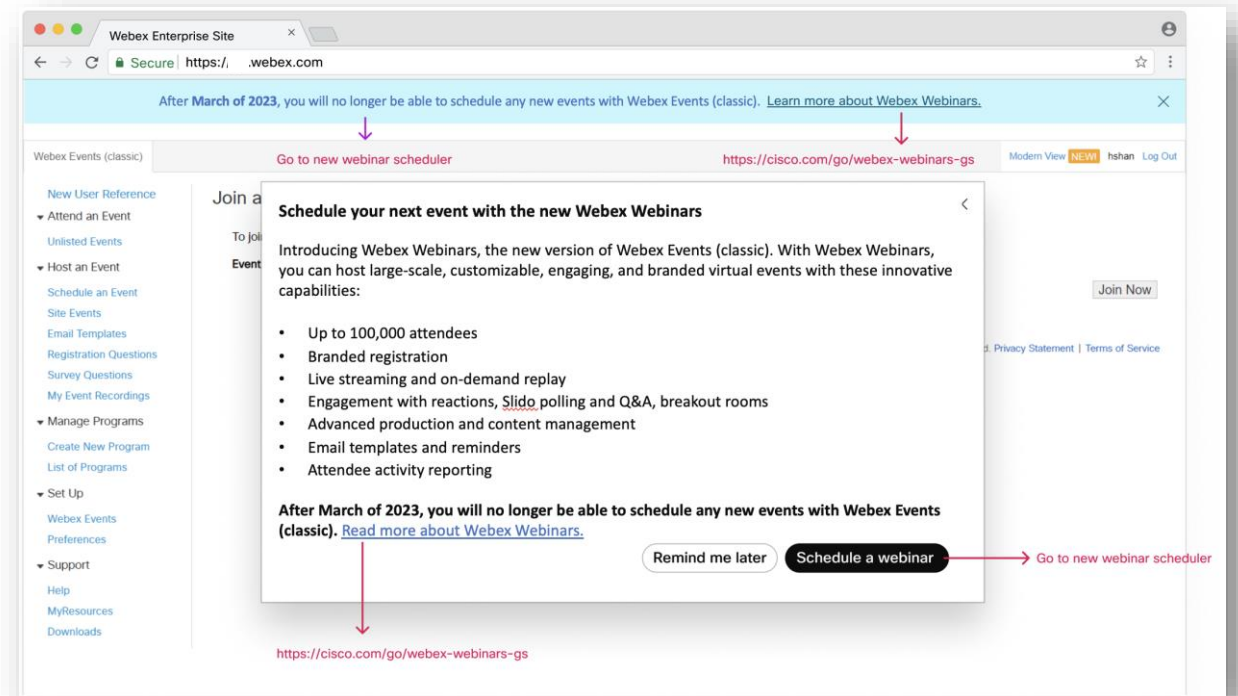 Webex Enterprise Site
Secure https:/ .webex.com
After March of 2023, you will no longer be able to schedule any new events with Webex Events (classic). Learn more about Webex Webinars.
Webex Events (classic)
Go to new webinar scheduler
https://cisco.com/go/webex-webinars-gs
Modern View NEW! hshan Log Out
New User Reference
Attend an Event
Unlisted Events
Host an Event
Schedule an Event
Site Events
Email Templates
Registration Questions
Survey Questions
My Event Recordings
Manage Programs
Create New Program
List of Programs
Set Up
Webex Events
Preferences
Support
Help
MyResources
Downloads
Join a
To joi
Event
Join Now
d. Privacy Statement | Terms of Service
Schedule your next event with the new Webex Webinars
Introducing Webex Webinars, the new version of Webex Events (classic). With Webex Webinars,
you can host large-scale, customizable, engaging, and branded virtual events with these innovative
capabilities:
• Up to 100,000 attendees
• Branded registration
• Live streaming and on-demand replay
• Engagement with reactions, Slido polling and Q&A, breakout rooms
• Advanced production and content management
• Email templates and reminders
• Attendee activity reporting
After March of 2023, you will no longer be able to schedule any new events with Webex Events
(classic). Read more about Webex Webinars.
Remind me later
Schedule a webinar
Go to new webinar scheduler
https://cisco.com/go/webex-webinars-gs